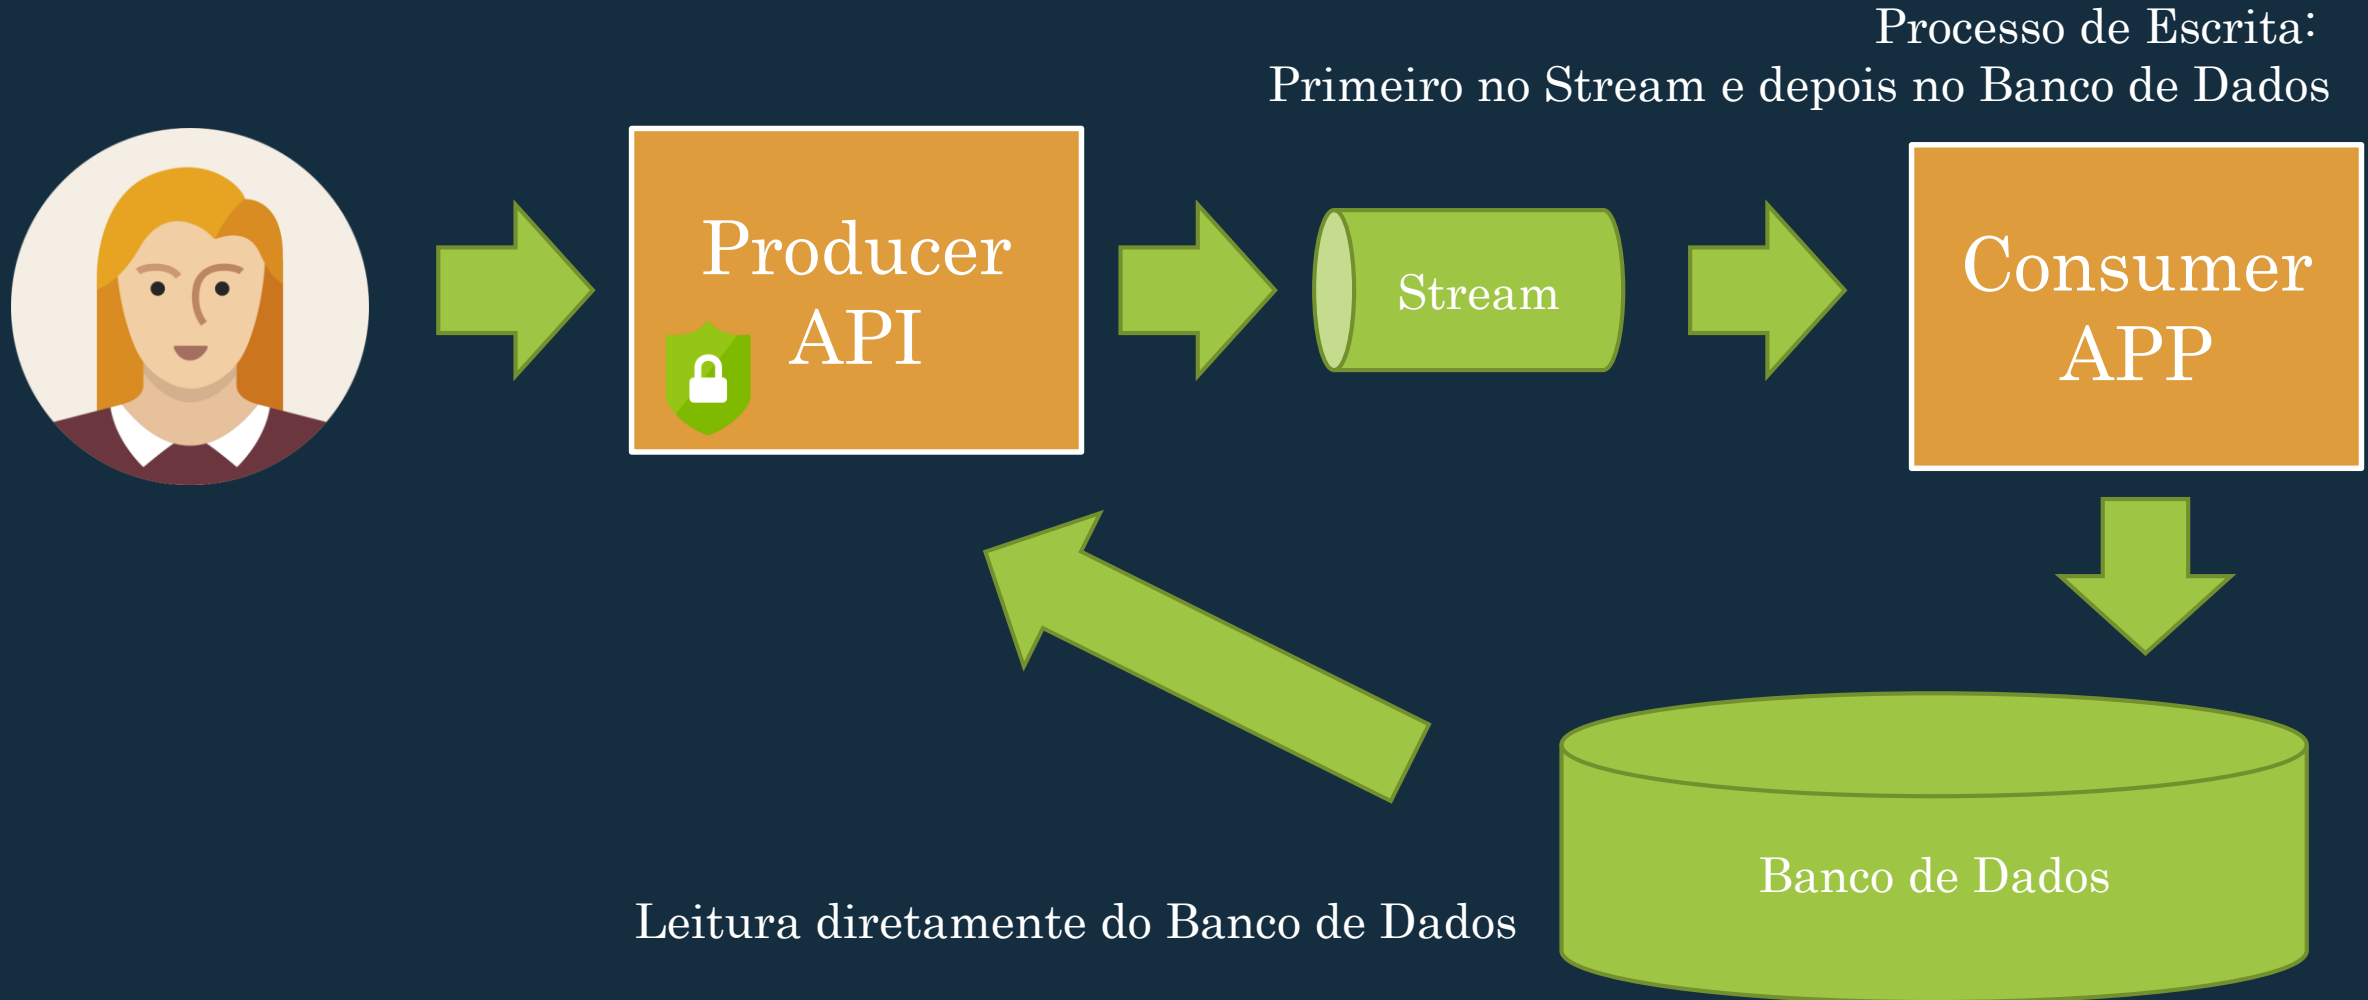 Processo de Escrita:
Primeiro no Stream e depois no Banco de Dados
Producer
API
Stream
Consumer
APP
Banco de Dados
Leitura diretamente do Banco de Dados